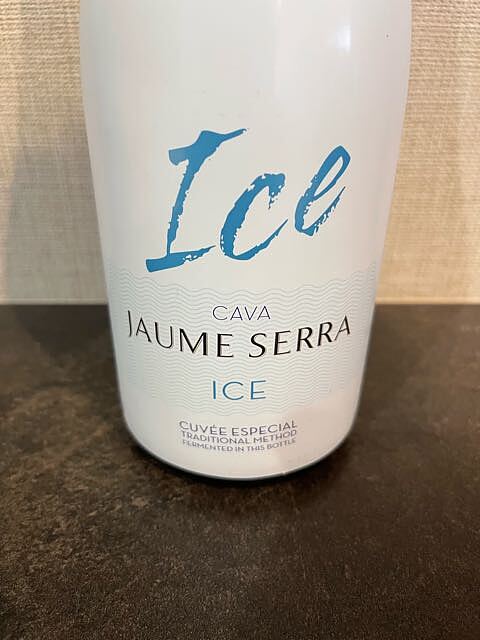 Ice
CAVA
JAUME SERRA
ICE
CUVÉE ESPECIAL
TRADITIONAL METHOD
FERMENTED IN THIS BOTTLE